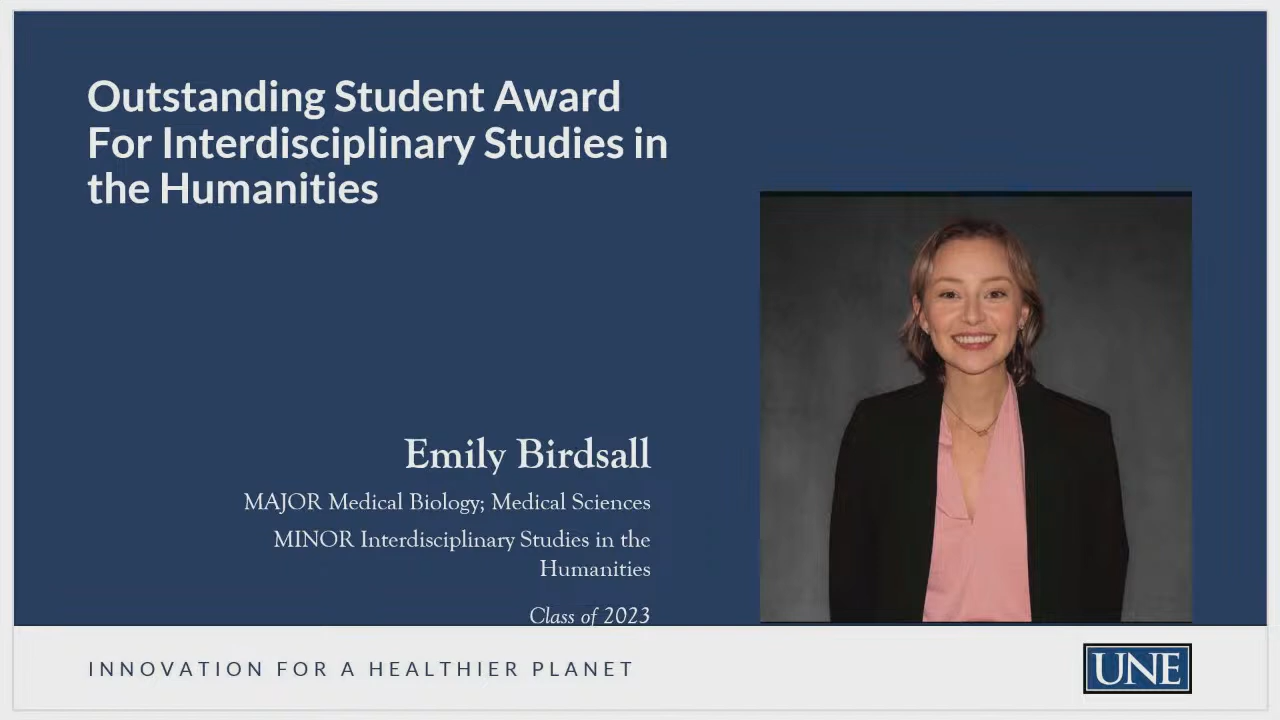 Outstanding Student Award
For Interdisciplinary Studies in
the Humanities
Emily Birdsall
MAJOR Medical Biology; Medical Sciences
MINOR Interdisciplinary Studies in the
Humanities
Class of 2023
INNOVATION FOR A HEALTHIER PLANET
UNE